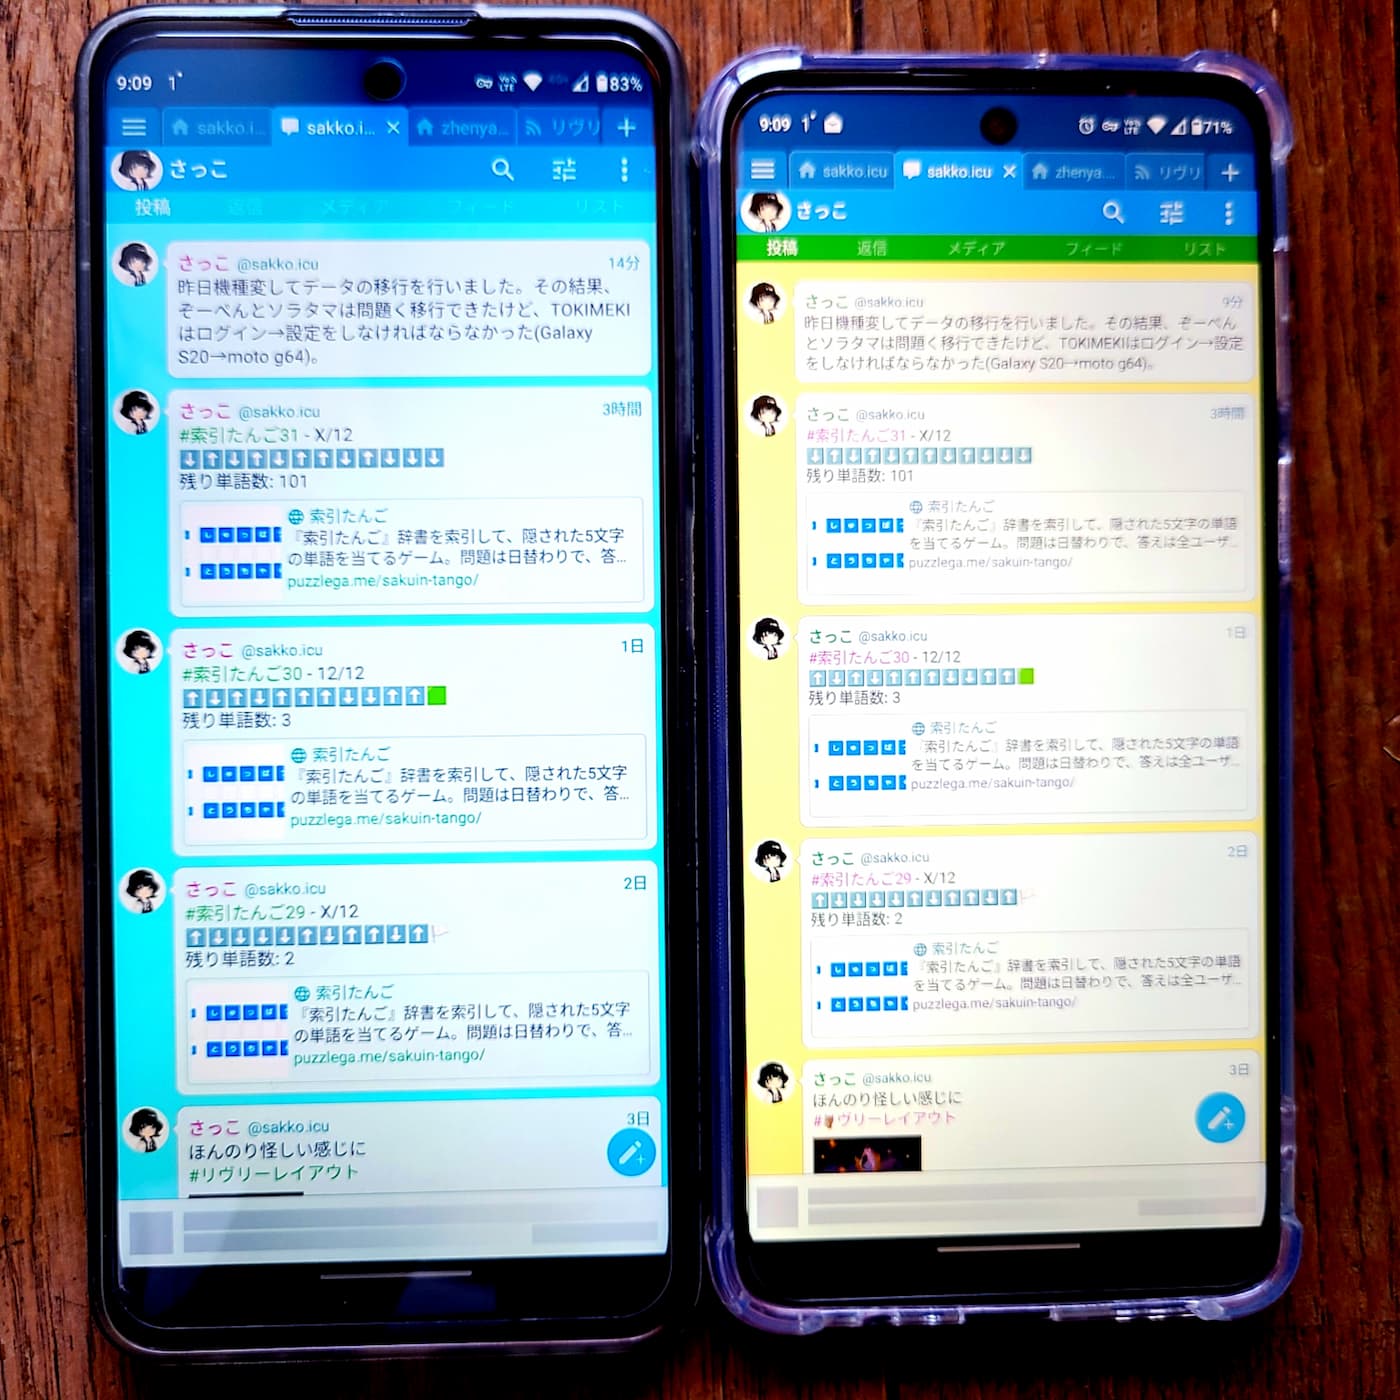 9:09 1 83%
sakko.i... sakko.i... zhenya... リヴリ
さっこ
投稿 返信 メディア フィード リスト
さっこ @sakko.icu 14分
昨日機種変してデータの移行を行いました。その結果、
ぞーぺんとソラタマは問題く移行できたけど、TOKIMEKI
はログイン→設定をしなければならなかった(Galaxy
S20→moto g64)。
さっこ @sakko.icu 3時間
#索引たんご31 - X/12
⬇⬆⬇⬆⬇⬆⬆⬇⬆⬇⬇⬇
残り単語数: 101
索引たんご
『索引たんご』辞書を索引して、隠された5文字
の単語を当てるゲーム。問題は日替わりで、答...
puzzlega.me/sakuin-tango/
さっこ @sakko.icu 1日
#索引たんご30 - 12/12
残り単語数: 3
索引たんご
『索引たんご』辞書を索引して、隠された5文字
の単語を当てるゲーム。問題は日替わりで、答...
puzzlega.me/sakuin-tango/
さっこ @sakko.icu 2日
#索引たんご29 - X/12
残り単語数: 2
索引たんご
『索引たんご』辞書を索引して、隠された5文字
の単語を当てるゲーム。問題は日替わりで、答...
puzzlega.me/sakuin-tango/
さっこ @sakko.icu 3日
ほんのり怪しい感じに
#リヴリーレイアウト
9:09 1 71%
sakko.icu sakko.icu zhenya.... リヴリ
さっこ
投稿 返信 メディア フィード リスト
さっこ @sakko.icu 9分
昨日機種変してデータの移行を行いました。その結果、ぞーぺん
とソラタマは問題く移行できたけど、TOKIMEKIはログイン→設定
をしなければならなかった(Galaxy S20→moto g64)。
さっこ @sakko.icu 3時間
#索引たんご31 - X/12
残り単語数: 101
索引たんご
『索引たんご』辞書を索引して、隠された5文字の単語
を当てるゲーム。問題は日替わりで、答えは全ユーザ...
puzzlega.me/sakuin-tango/
さっこ @sakko.icu 1日
#索引たんご30 - 12/12
残り単語数: 3
索引たんご
『索引たんご』辞書を索引して、隠された5文字の単語
を当てるゲーム。問題は日替わりで、答えは全ユーザ...
puzzlega.me/sakuin-tango/
さっこ @sakko.icu 2日
#索引たんご29 - X/12
残り単語数: 2
索引たんご
『索引たんご』辞書を索引して、隠された5文字の単語
を当てるゲーム。問題は日替わりで、答えは全ユーザ...
puzzlega.me/sakuin-tango/
さっこ @sakko.icu 3日
ほんのり怪しい感じに
ヴリーレイアウト